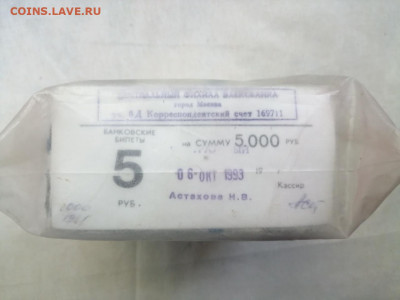 COINS.LAVE.RU
город Москва
Корреспондентский счет 169711
БАНКОВСКИЕ БИЛЕТЫ
НА СУММУ 5.000 РУБ
5
РУБ.
06 ОКТ 1993
Кассир
Астахова Н.В.